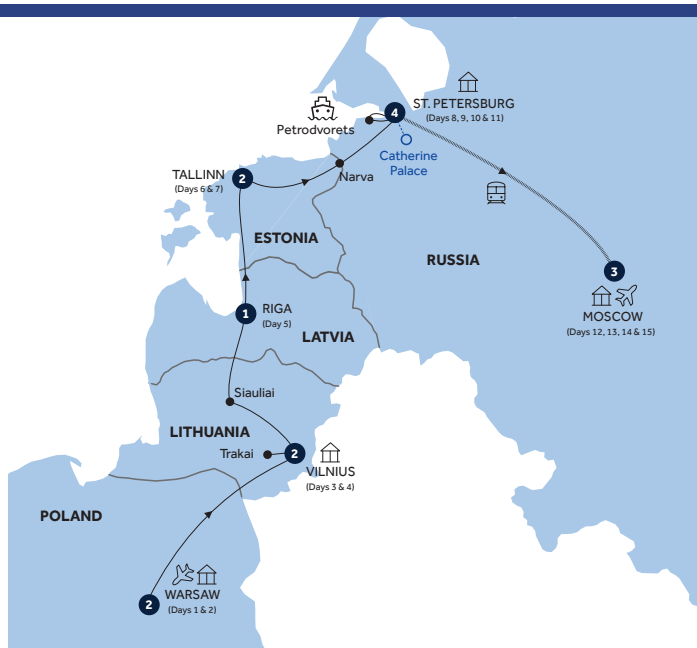 ST. PETERSBURG
(Days 8, 9, 10 & 11)
4
Petrodvorets
Catherine
Palace
TALLINN
(Days 6 & 7)
2
Narva
ESTONIA
RUSSIA
3
MOSCOW
(Days 12, 13, 14 & 15)
1
RIGA
(Day 5)
LATVIA
Siauliai
LITHUANIA
Trakai
2
VILNIUS
(Days 3 & 4)
POLAND
WARSAW
(Days 1 & 2)
2